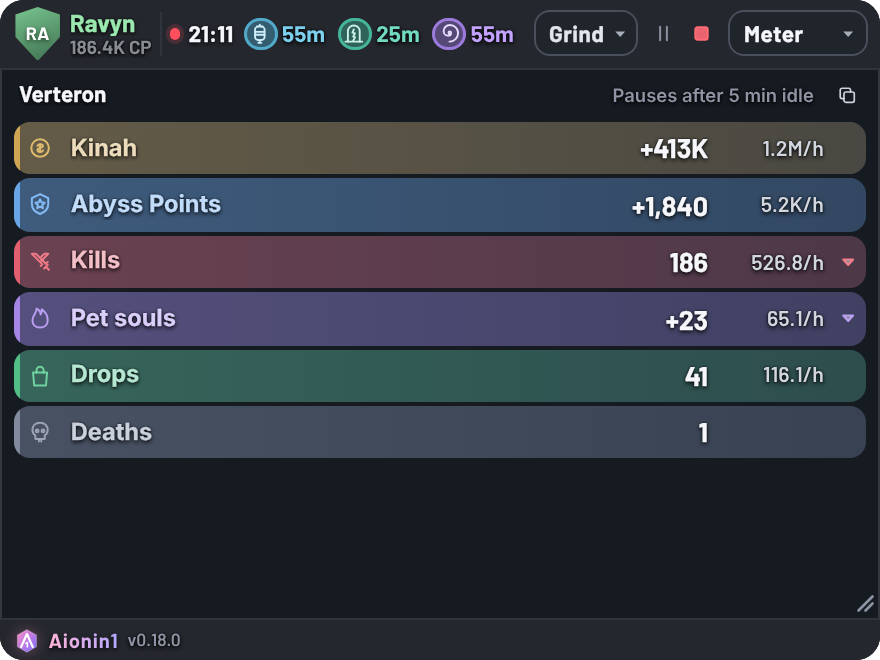 RA
Ravyn
186.4K CP
21:11
55m
25m
55m
Grind
Meter
Verteron
Pauses after 5 min idle
Kinah +413K 1.2M/h
Abyss Points +1,840 5.2K/h
Kills 186 526.8/h
Pet souls +23 65.1/h
Drops 41 116.1/h
Deaths 1
Aionin1 v0.18.0